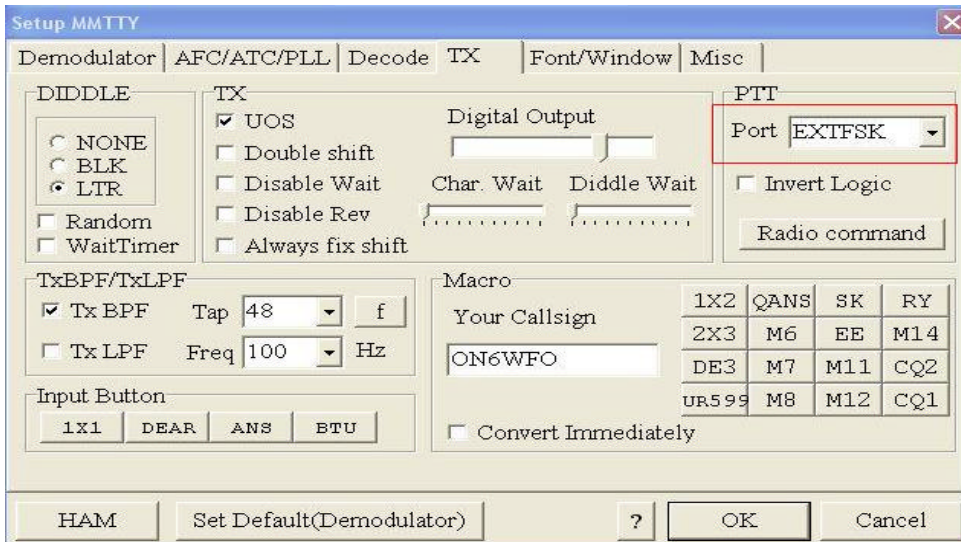 Setup MMTTY
Demodulator AFC/ATC/PLL Decode TX Font/Window Misc
DIDDLE
NONE
BLK
LTR
Random
WaitTimer
TX
UOS
Double shift
Disable Wait
Disable Rev
Always fix shift
Digital Output
Char. Wait Diddle Wait
PTT
Port EXTFSK
Invert Logic
Radio command
TxBPF/TxLPF
Tx BPF Tap 48 f
Tx LPF Freq 100 Hz
Input Button
1X1 DEAR ANS BTU
Macro
Your Callsign
ON6WFO
Convert Immediately
1X2 QANS SK RY
2X3 M6 EE M14
DE3 M7 M11 CQ2
UR599 M8 M12 CQ1
HAM Set Default(Demodulator) ? OK Cancel